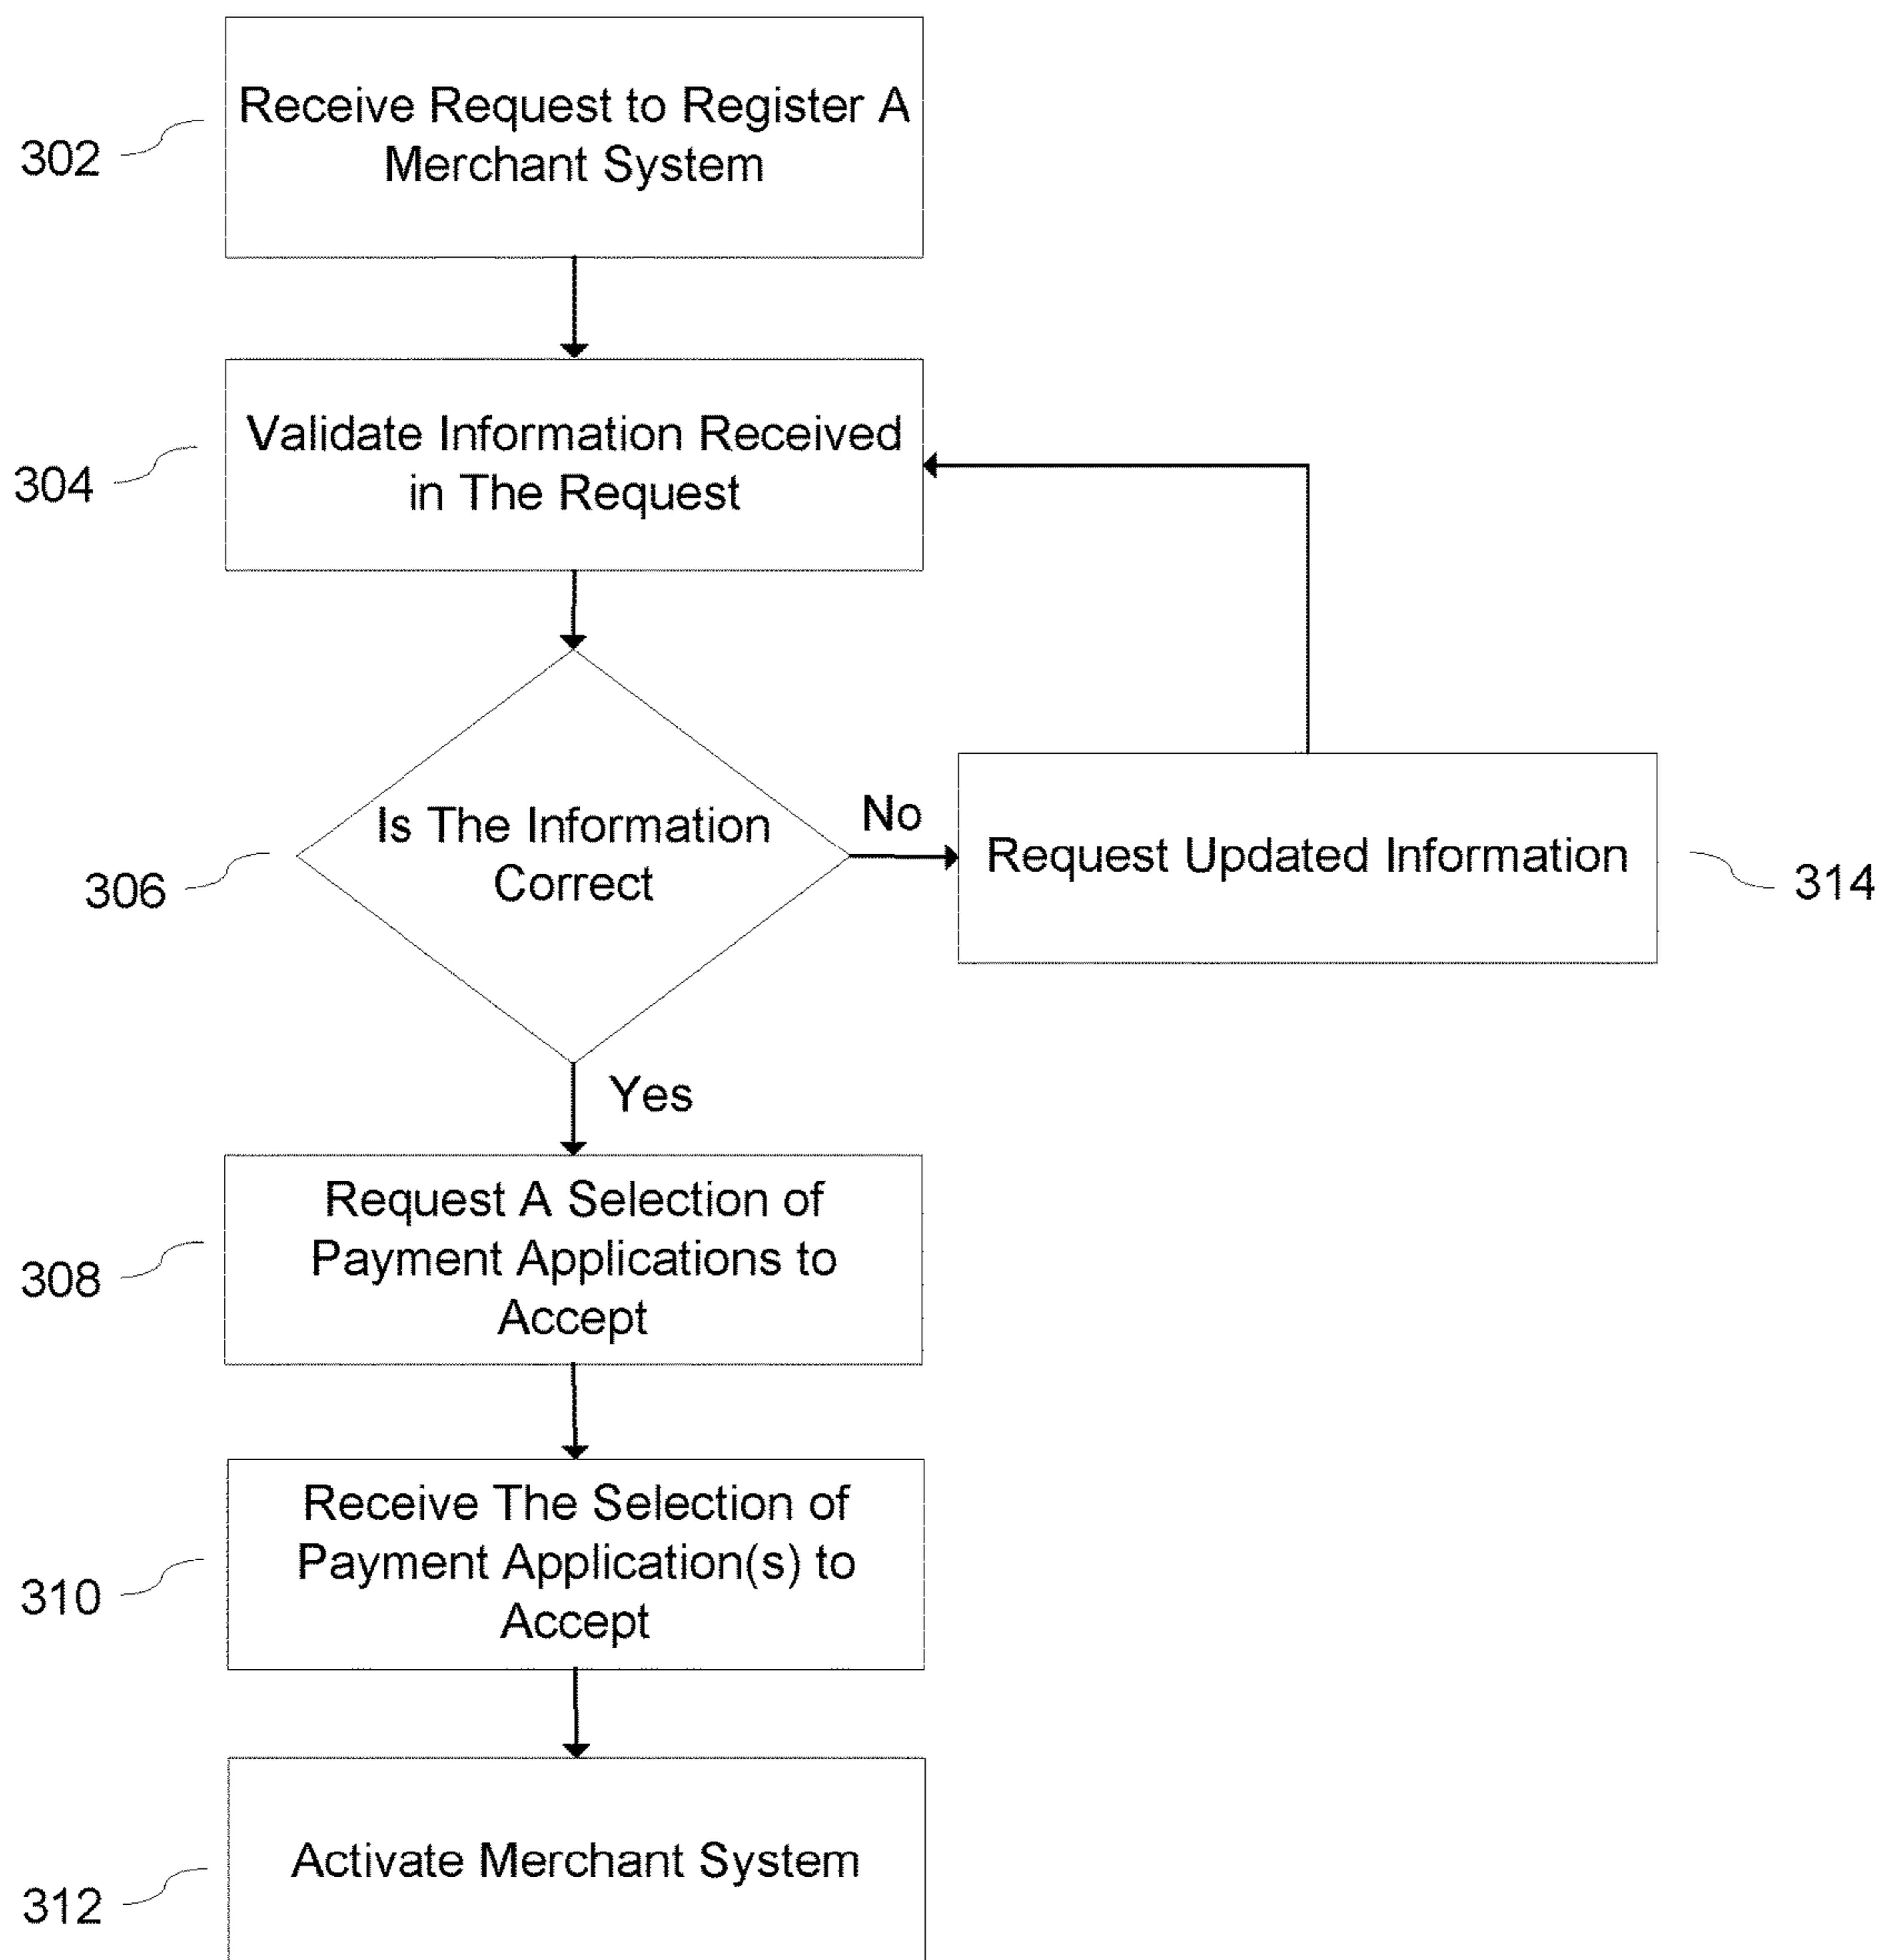 302
Receive Request to Register A
Merchant System
304
Validate Information Received
in The Request
306
Is The Information
Correct
No
Request Updated Information
314
Yes
308
Request A Selection of
Payment Applications to
Accept
310
Receive The Selection of
Payment Application(s) to
Accept
312
Activate Merchant System